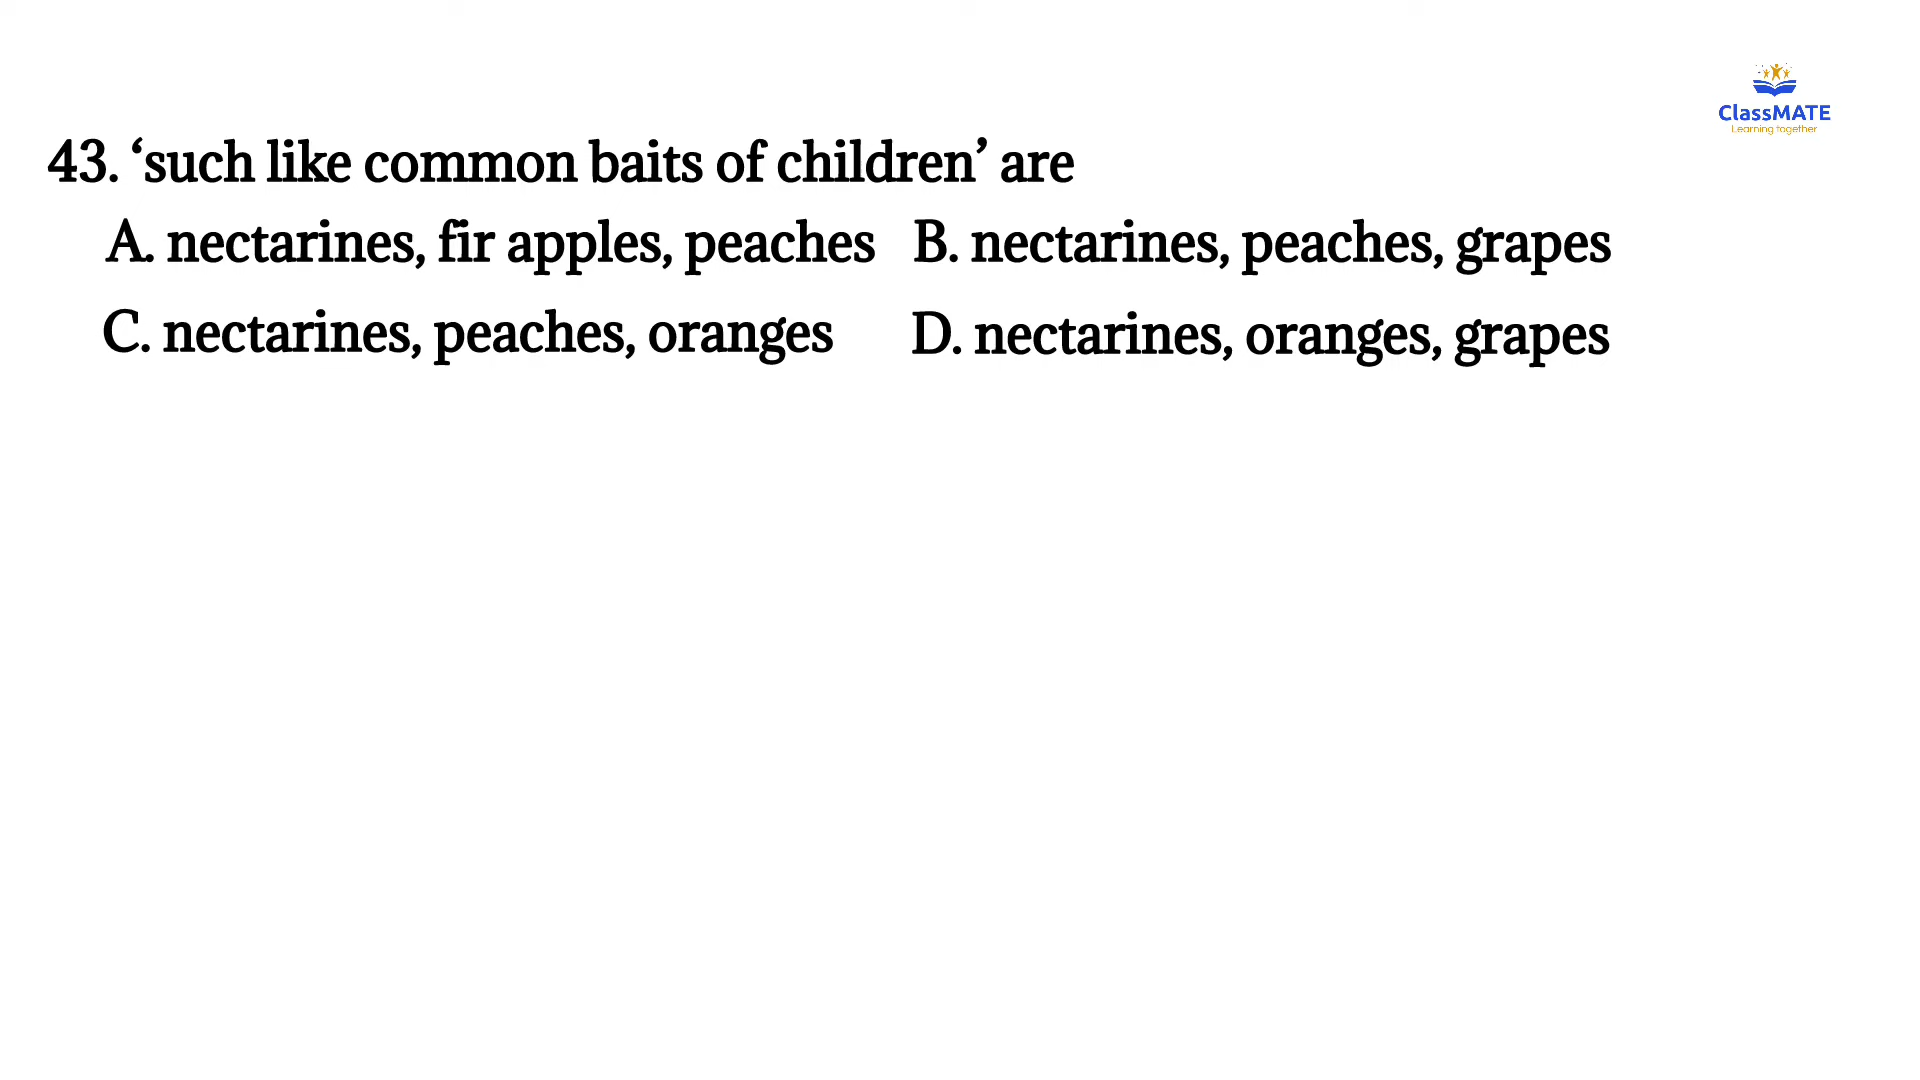 ClassMATE
Learning together
43. ‘such like common baits of children’ are
A. nectarines, fir apples, peaches B. nectarines, peaches, grapes
C. nectarines, peaches, oranges D. nectarines, oranges, grapes